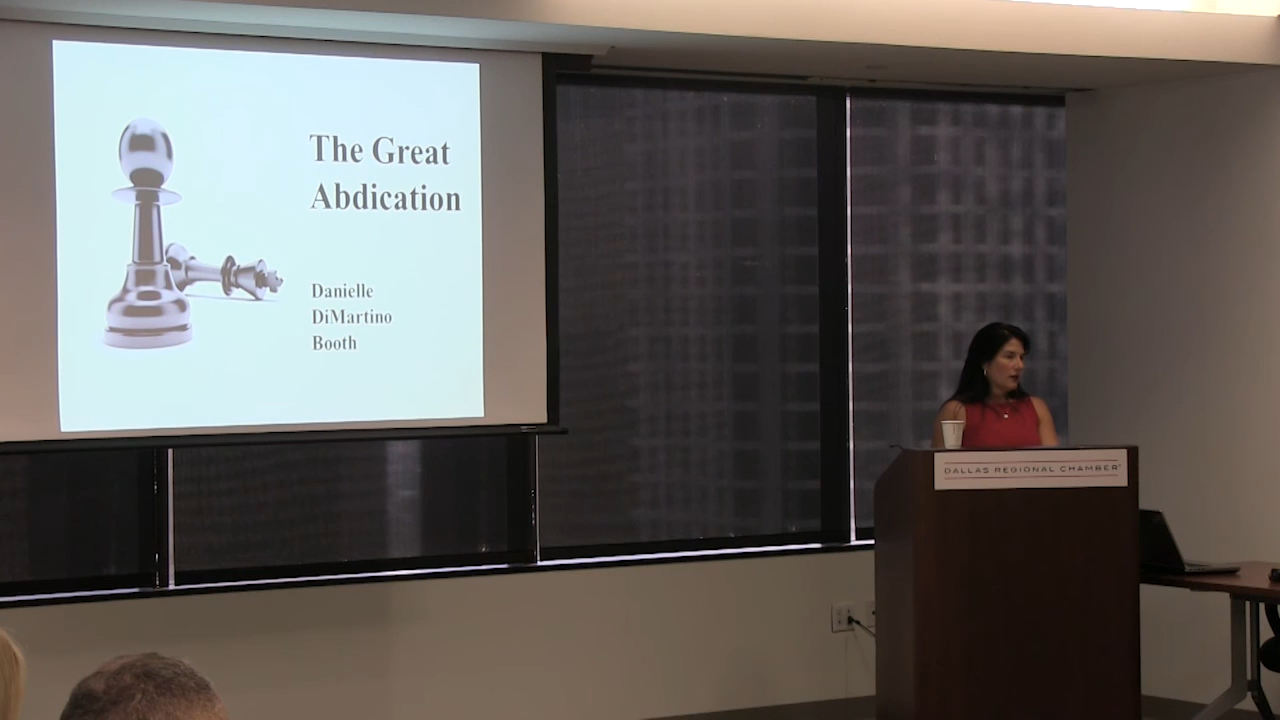 The Great
Abdication
Danielle
DiMartino
Booth
DALLAS REGIONAL CHAMBER